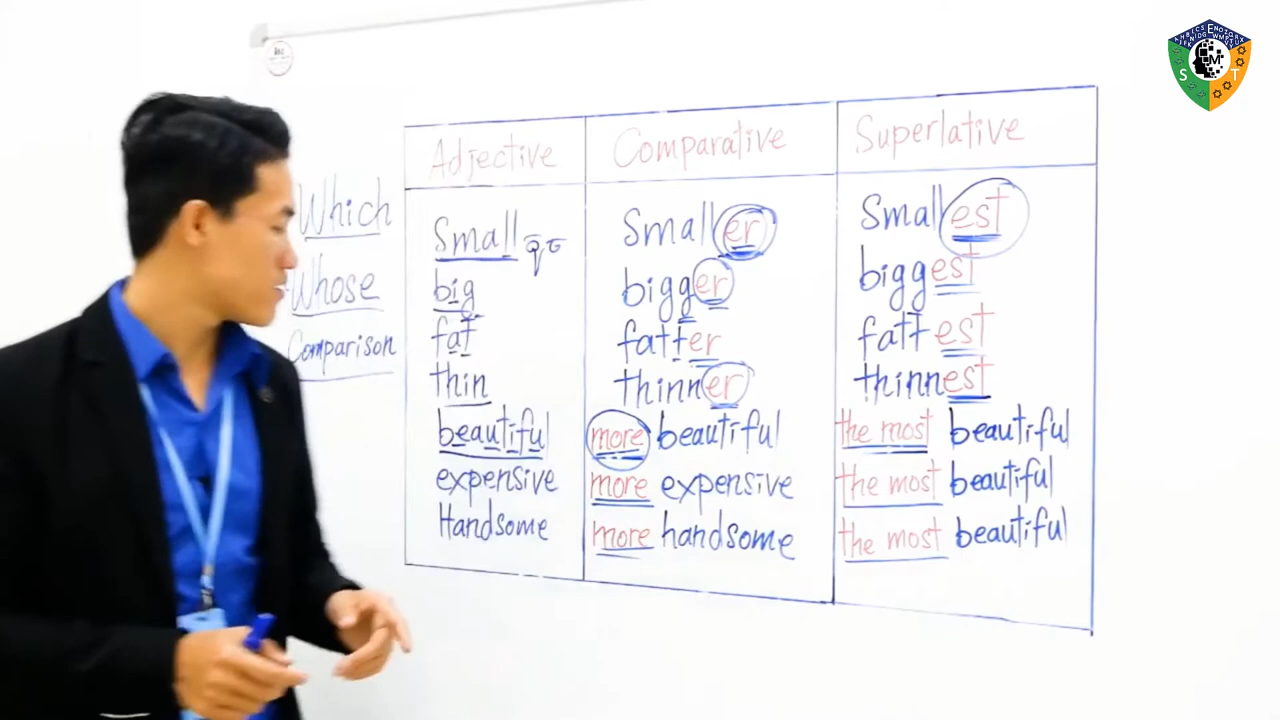 Which
Whose
Comparison
Adjective Comparative Superlative
Small Smaller Smallest
big bigger biggest
fat fatter fattest
thin thinner thinnest
beautiful more beautiful the most beautiful
expensive more expensive the most beautiful
Handsome more handsome the most beautiful
S M T